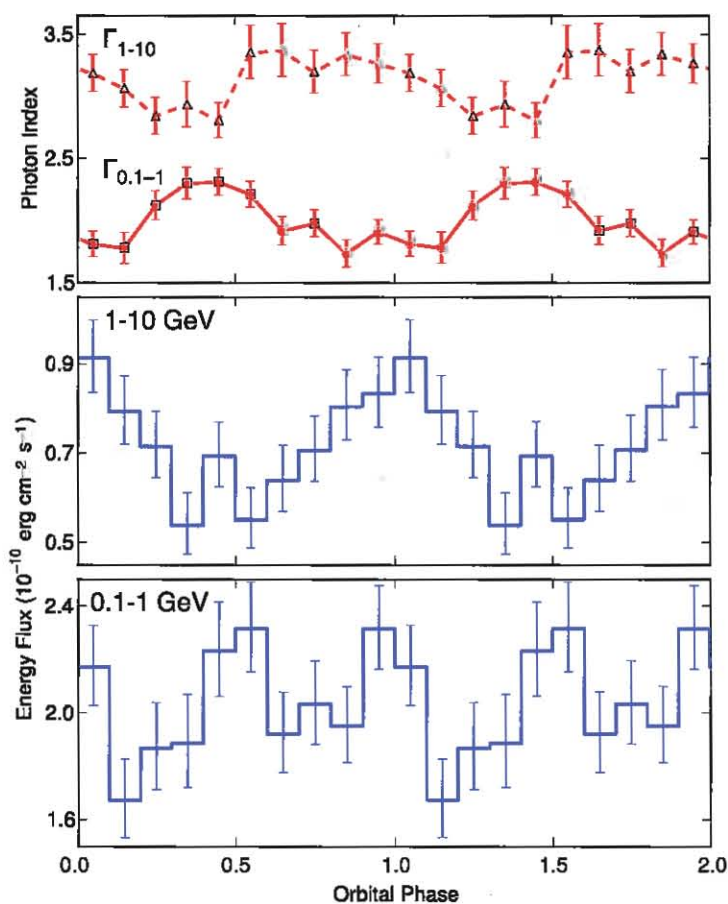 3.5
Γ1-10
2.5
Γ0.1-1
1.5
Photon Index
1-10 GeV
0.9
0.7
0.5
0.1-1 GeV
2.4
2.0
1.6
Energy Flux (10⁻¹⁰ erg cm⁻² s⁻¹)
0.0 0.5 1.0 1.5 2.0
Orbital Phase